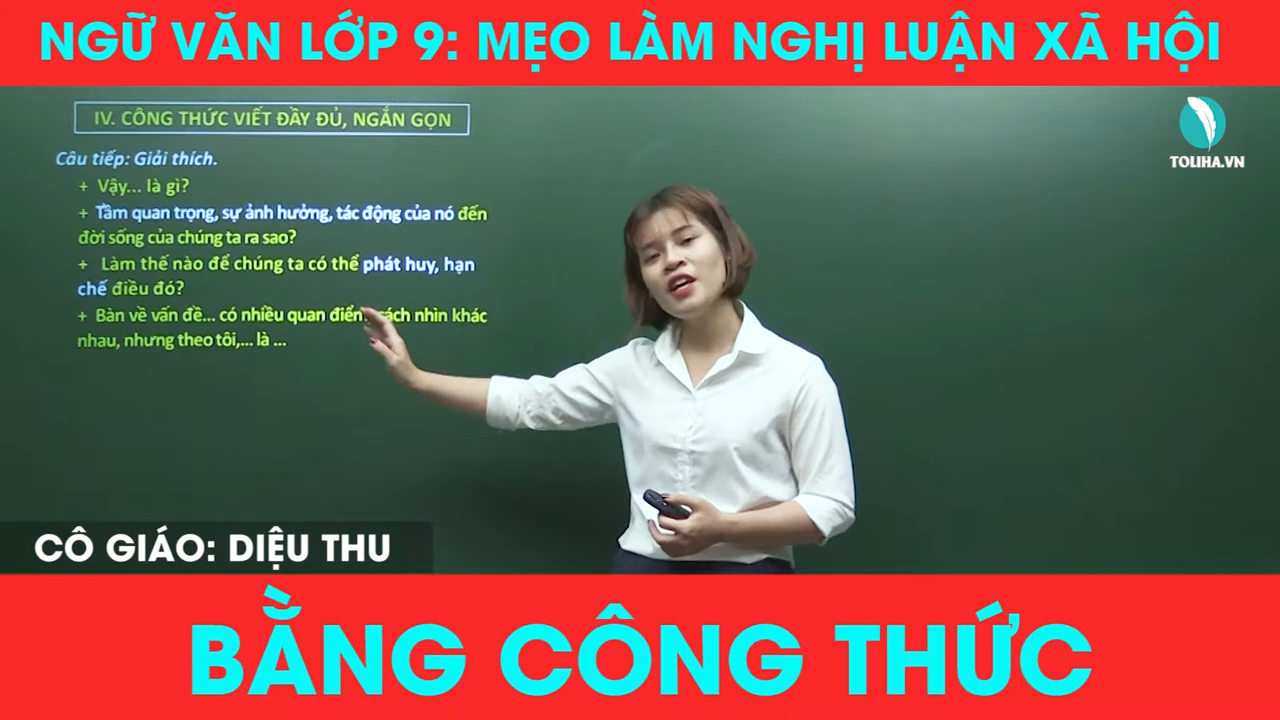 NGỮ VĂN LỚP 9: MẸO LÀM NGHỊ LUẬN XÃ HỘI
IV. CÔNG THỨC VIẾT ĐẦY ĐỦ, NGẮN GỌN
TOLIHA.VN
Câu tiếp: Giải thích.
+ Vậy... là gì?
+ Tầm quan trọng, sự ảnh hưởng, tác động của nó đến
đời sống của chúng ta ra sao?
+ Làm thế nào để chúng ta có thể phát huy, hạn
chế điều đó?
+ Bàn về vấn đề... có nhiều quan điểm, cách nhìn khác
nhau, nhưng theo tôi,... là ...
CÔ GIÁO: DIỆU THU
BẰNG CÔNG THỨC